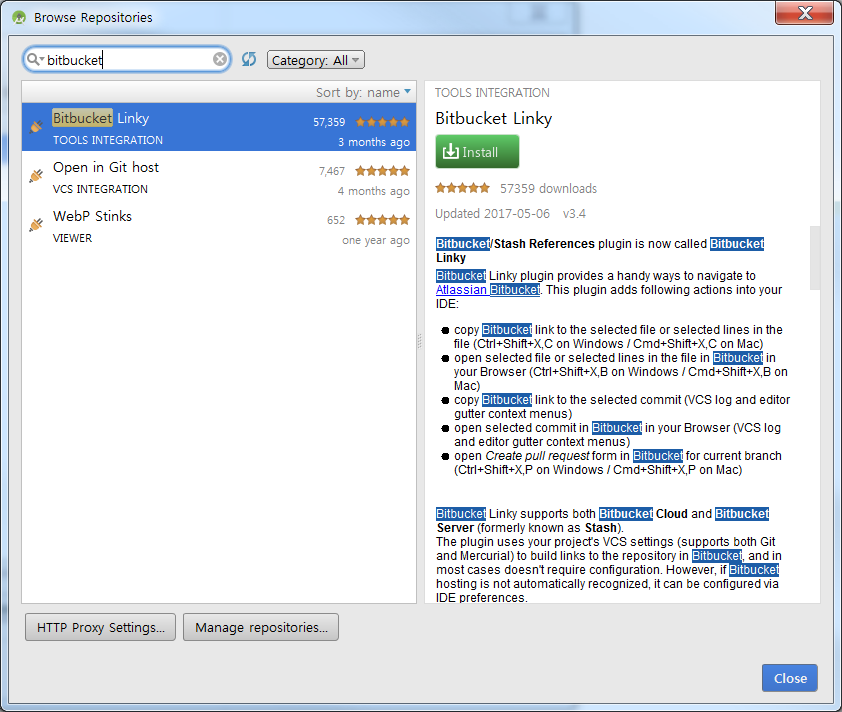 Browse Repositories
bitbucket
Category: All
Sort by: name
Bitbucket Linky
57,359
TOOLS INTEGRATION
3 months ago
Open in Git host
7,467
VCS INTEGRATION
4 months ago
WebP Stinks
652
VIEWER
one year ago
TOOLS INTEGRATION
Bitbucket Linky
Install
57359 downloads
Updated 2017-05-06 v3.4
Bitbucket/Stash References plugin is now called Bitbucket
Linky
Bitbucket Linky plugin provides a handy ways to navigate to
Atlassian Bitbucket. This plugin adds following actions into your
IDE:
copy Bitbucket link to the selected file or selected lines in the
file (Ctrl+Shift+X,C on Windows / Cmd+Shift+X,C on Mac)
open selected file or selected lines in the file in Bitbucket in
your Browser (Ctrl+Shift+X,B on Windows / Cmd+Shift+X,B on
Mac)
copy Bitbucket link to the selected commit (VCS log and editor
gutter context menus)
open selected commit in Bitbucket in your Browser (VCS log
and editor gutter context menus)
open Create pull request form in Bitbucket for current branch
(Ctrl+Shift+X,P on Windows / Cmd+Shift+X,P on Mac)
Bitbucket Linky supports both Bitbucket Cloud and Bitbucket
Server (formerly known as Stash).
The plugin uses your project's VCS settings (supports both Git
and Mercurial) to build links to the repository in Bitbucket, and in
most cases doesn't require configuration. However, if Bitbucket
hosting is not automatically recognized, it can be configured via
IDE preferences.
HTTP Proxy Settings...
Manage repositories...
Close